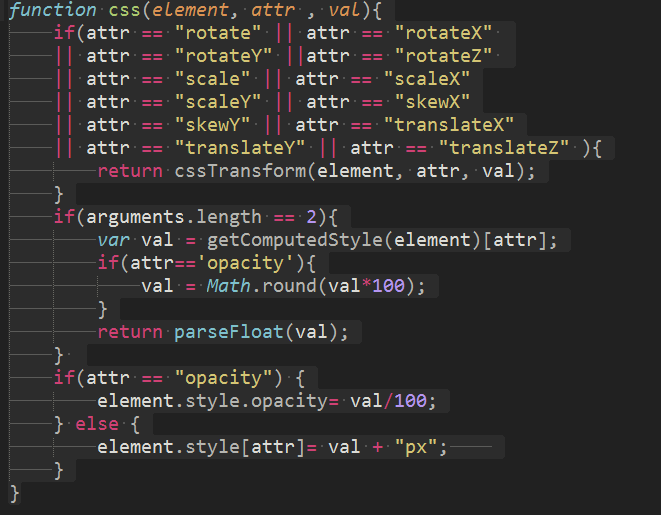 function css(element, attr , val){
    if(attr == "rotate" || attr == "rotateX"
    || attr == "rotateY" ||attr == "rotateZ"
    || attr == "scale" || attr == "scaleX"
    || attr == "scaleY" || attr == "skewX"
    || attr == "skewY" || attr == "translateX"
    || attr == "translateY" || attr == "translateZ" ){
        return cssTransform(element, attr, val);
    }
    if(arguments.length == 2){
        var val = getComputedStyle(element)[attr];
        if(attr=='opacity'){
            val = Math.round(val*100);
        }
        return parseFloat(val);
    }
    if(attr == "opacity") {
        element.style.opacity= val/100;
    } else {
        element.style[attr]= val + "px";
    }
}